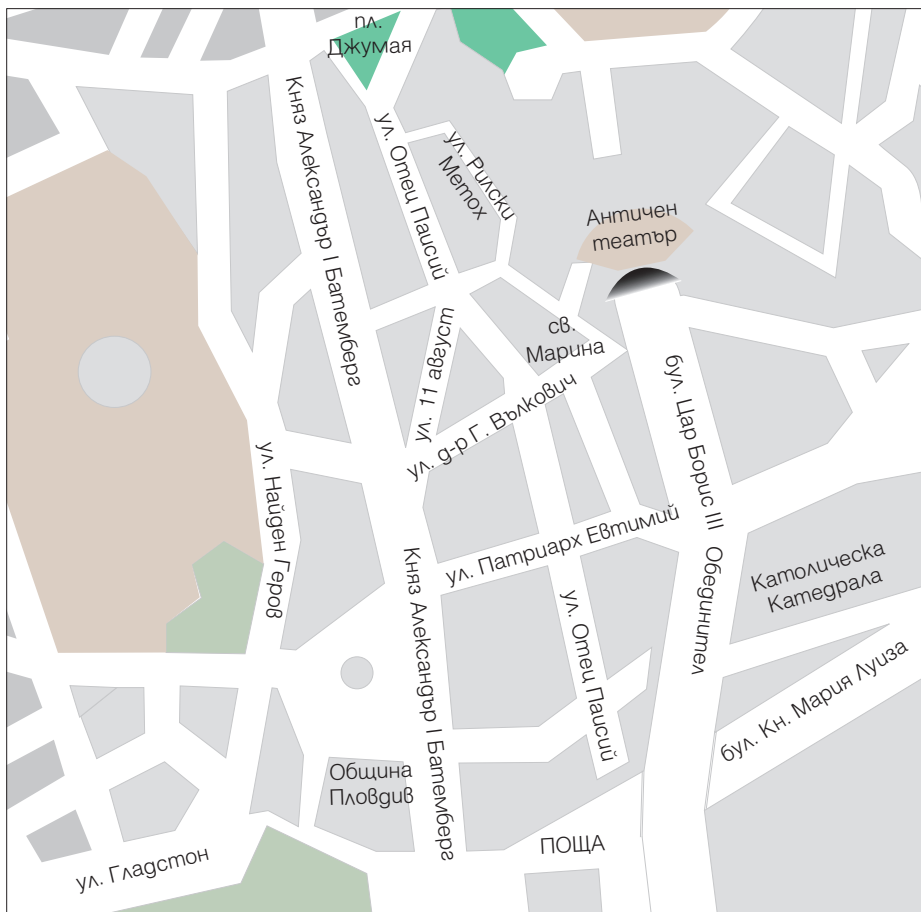 пл.
Джумая
Княз Александър I Батемберг
ул. Отец Паисий
ул. Рилски
Метох
Античен
театър
св.
Марина
ул. 11 август
ул. д-р Г. Вълкович
бул. Цар Борис III Обединител
ул. Найден Геров
ул. Патриарх Евтимий
Католическа
Катедрала
Княз Александър I Батемберг
ул. Отец Паисий
бул. Кн. Мария Луиза
Община
Пловдив
ПОЩА
ул. Гладстон